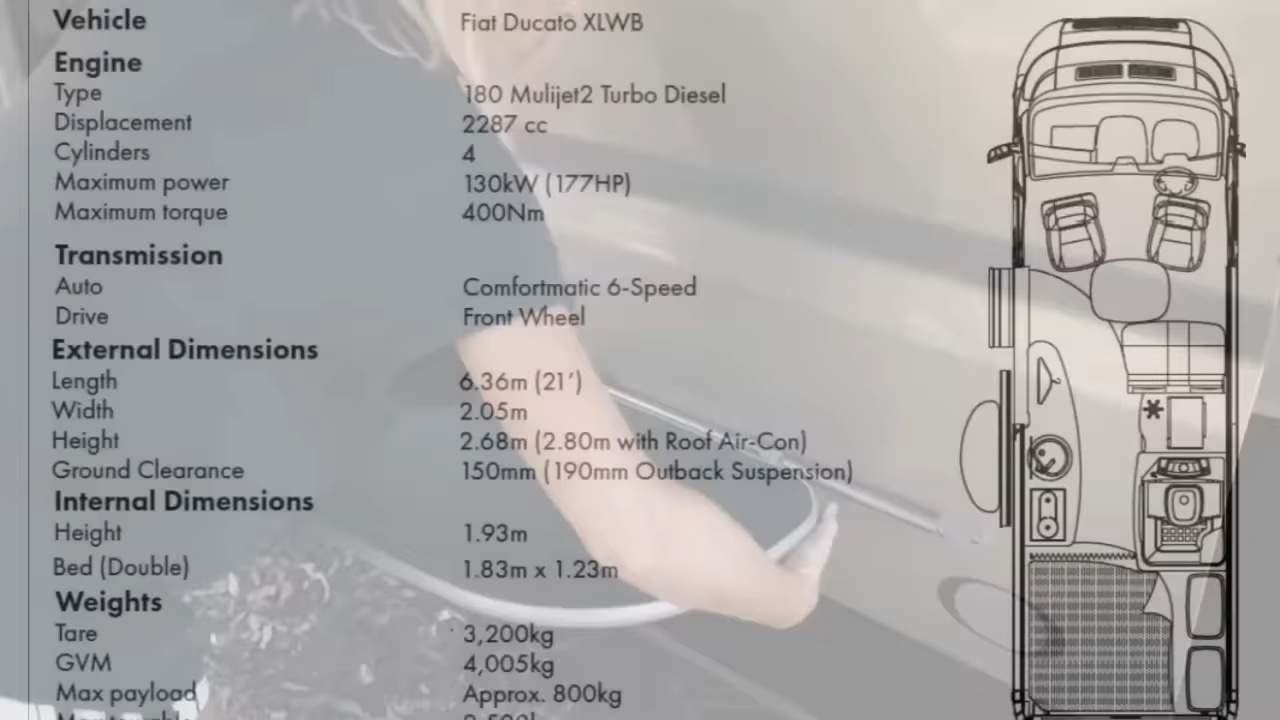 Vehicle Fiat Ducato XLWB
Engine
Type 180 Mulijet2 Turbo Diesel
Displacement 2287 cc
Cylinders 4
Maximum power 130kW (177HP)
Maximum torque 400Nm
Transmission
Auto Comfortmatic 6-Speed
Drive Front Wheel
External Dimensions
Length 6.36m (21')
Width 2.05m
Height 2.68m (2.80m with Roof Air-Con)
Ground Clearance 150mm (190mm Outback Suspension)
Internal Dimensions
Height 1.93m
Bed (Double) 1.83m x 1.23m
Weights
Tare 3,200kg
GVM 4,005kg
Max payload Approx. 800kg